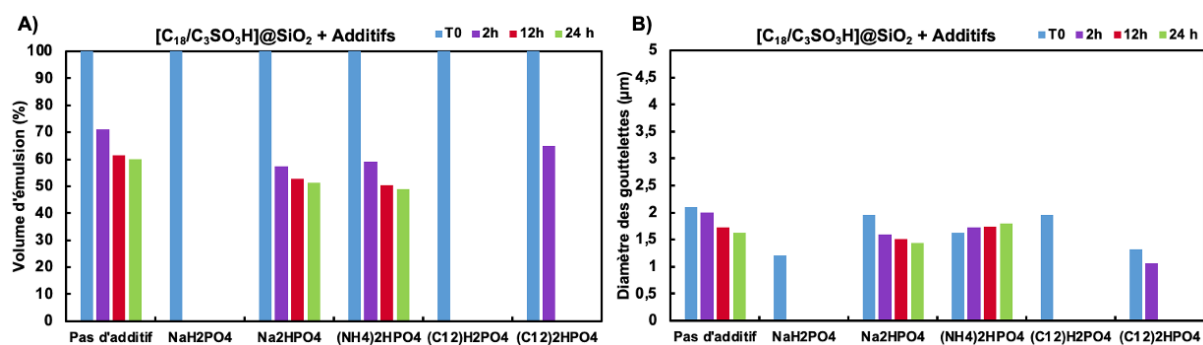 A)
[C₁₈/C₃SO₃H]@SiO₂ + Additifs
T0
2h
12h
24 h
Volume d'émulsion (%)
100
90
80
70
60
50
40
30
20
10
0
Pas d'additif
NaH2PO4
Na2HPO4
(NH4)2HPO4
(C12)H2PO4
(C12)2HPO4
B)
[C₁₈/C₃SO₃H]@SiO₂ + Additifs
T0
2h
12h
24 h
Diamètre des gouttelettes (µm)
5
4,5
4
3,5
3
2,5
2
1,5
1
0,5
0
Pas d'additif
NaH2PO4
Na2HPO4
(NH4)2HPO4
(C12)H2PO4
(C12)2HPO4